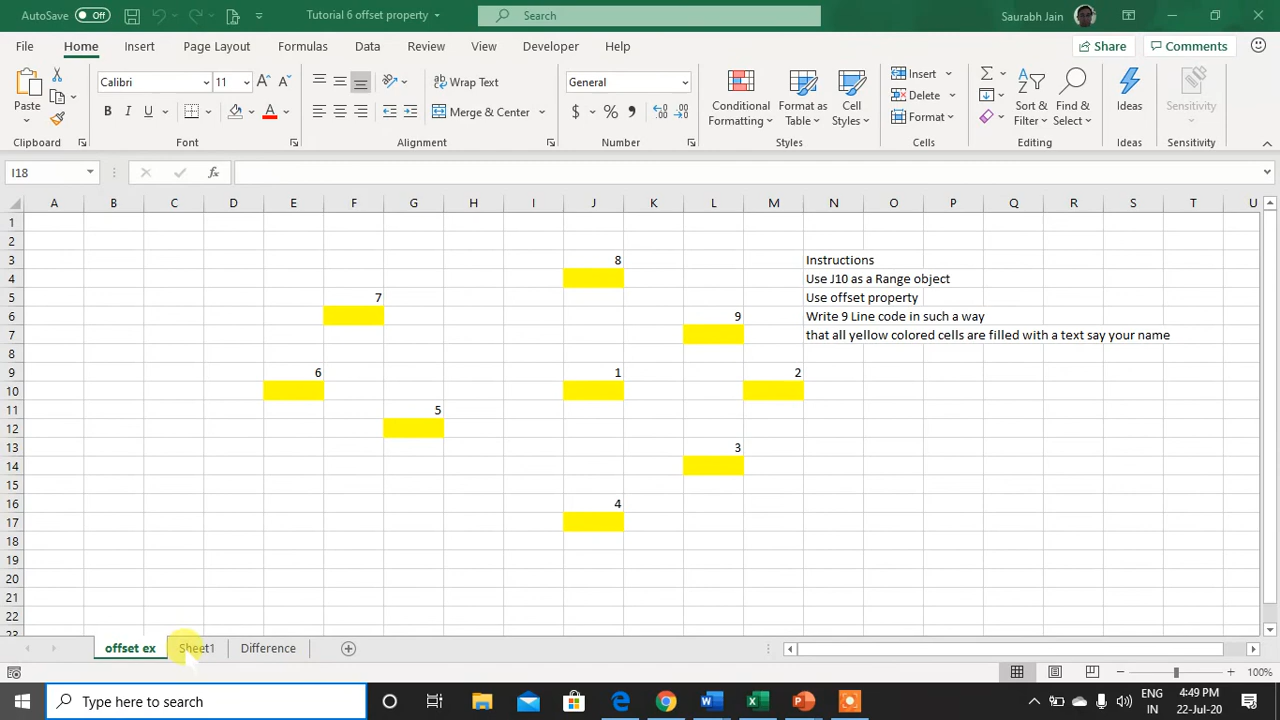 AutoSave Off
Tutorial 6 offset property
Search
Saurabh Jain
File Home Insert Page Layout Formulas Data Review View Developer Help
Share Comments
Paste
Calibri 11
B I U
Wrap Text
Merge & Center
General
$ % ,
Conditional Formatting
Format as Table
Cell Styles
Insert
Delete
Format
Sort & Filter
Find & Select
Ideas
Sensitivity
Clipboard Font Alignment Number Styles Cells Editing Ideas Sensitivity
I18 fx
A B C D E F G H I J K L M N O P Q R S T U
1
2
3 8 Instructions
4 Use J10 as a Range object
5 7 Use offset property
6 9 Write 9 Line code in such a way
7 that all yellow colored cells are filled with a text say your name
8
9 6 1 2
10
11 5
12
13 3
14
15
16 4
17
18
19
20
21
22
23
offset ex Sheet1 Difference
100%
Type here to search
ENG 4:49 PM
IN 22-Jul-20